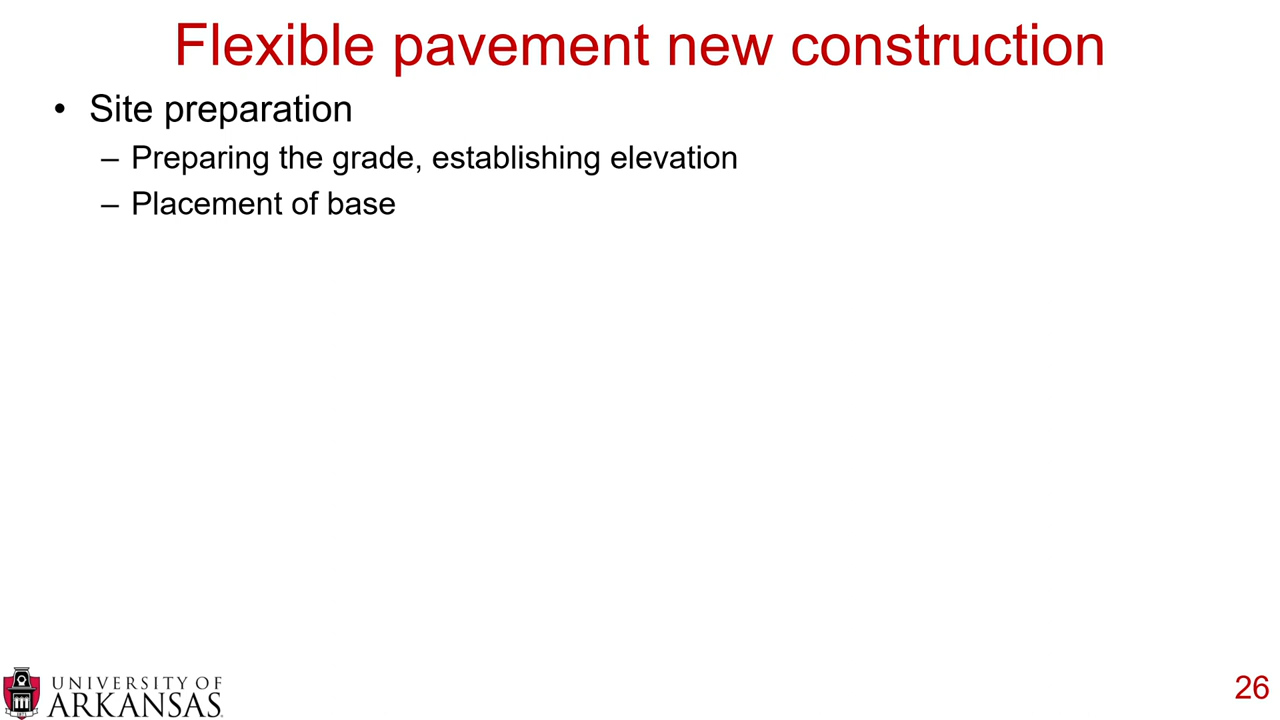 Flexible pavement new construction
• Site preparation
– Preparing the grade, establishing elevation
– Placement of base
UNIVERSITY OF
ARKANSAS
26